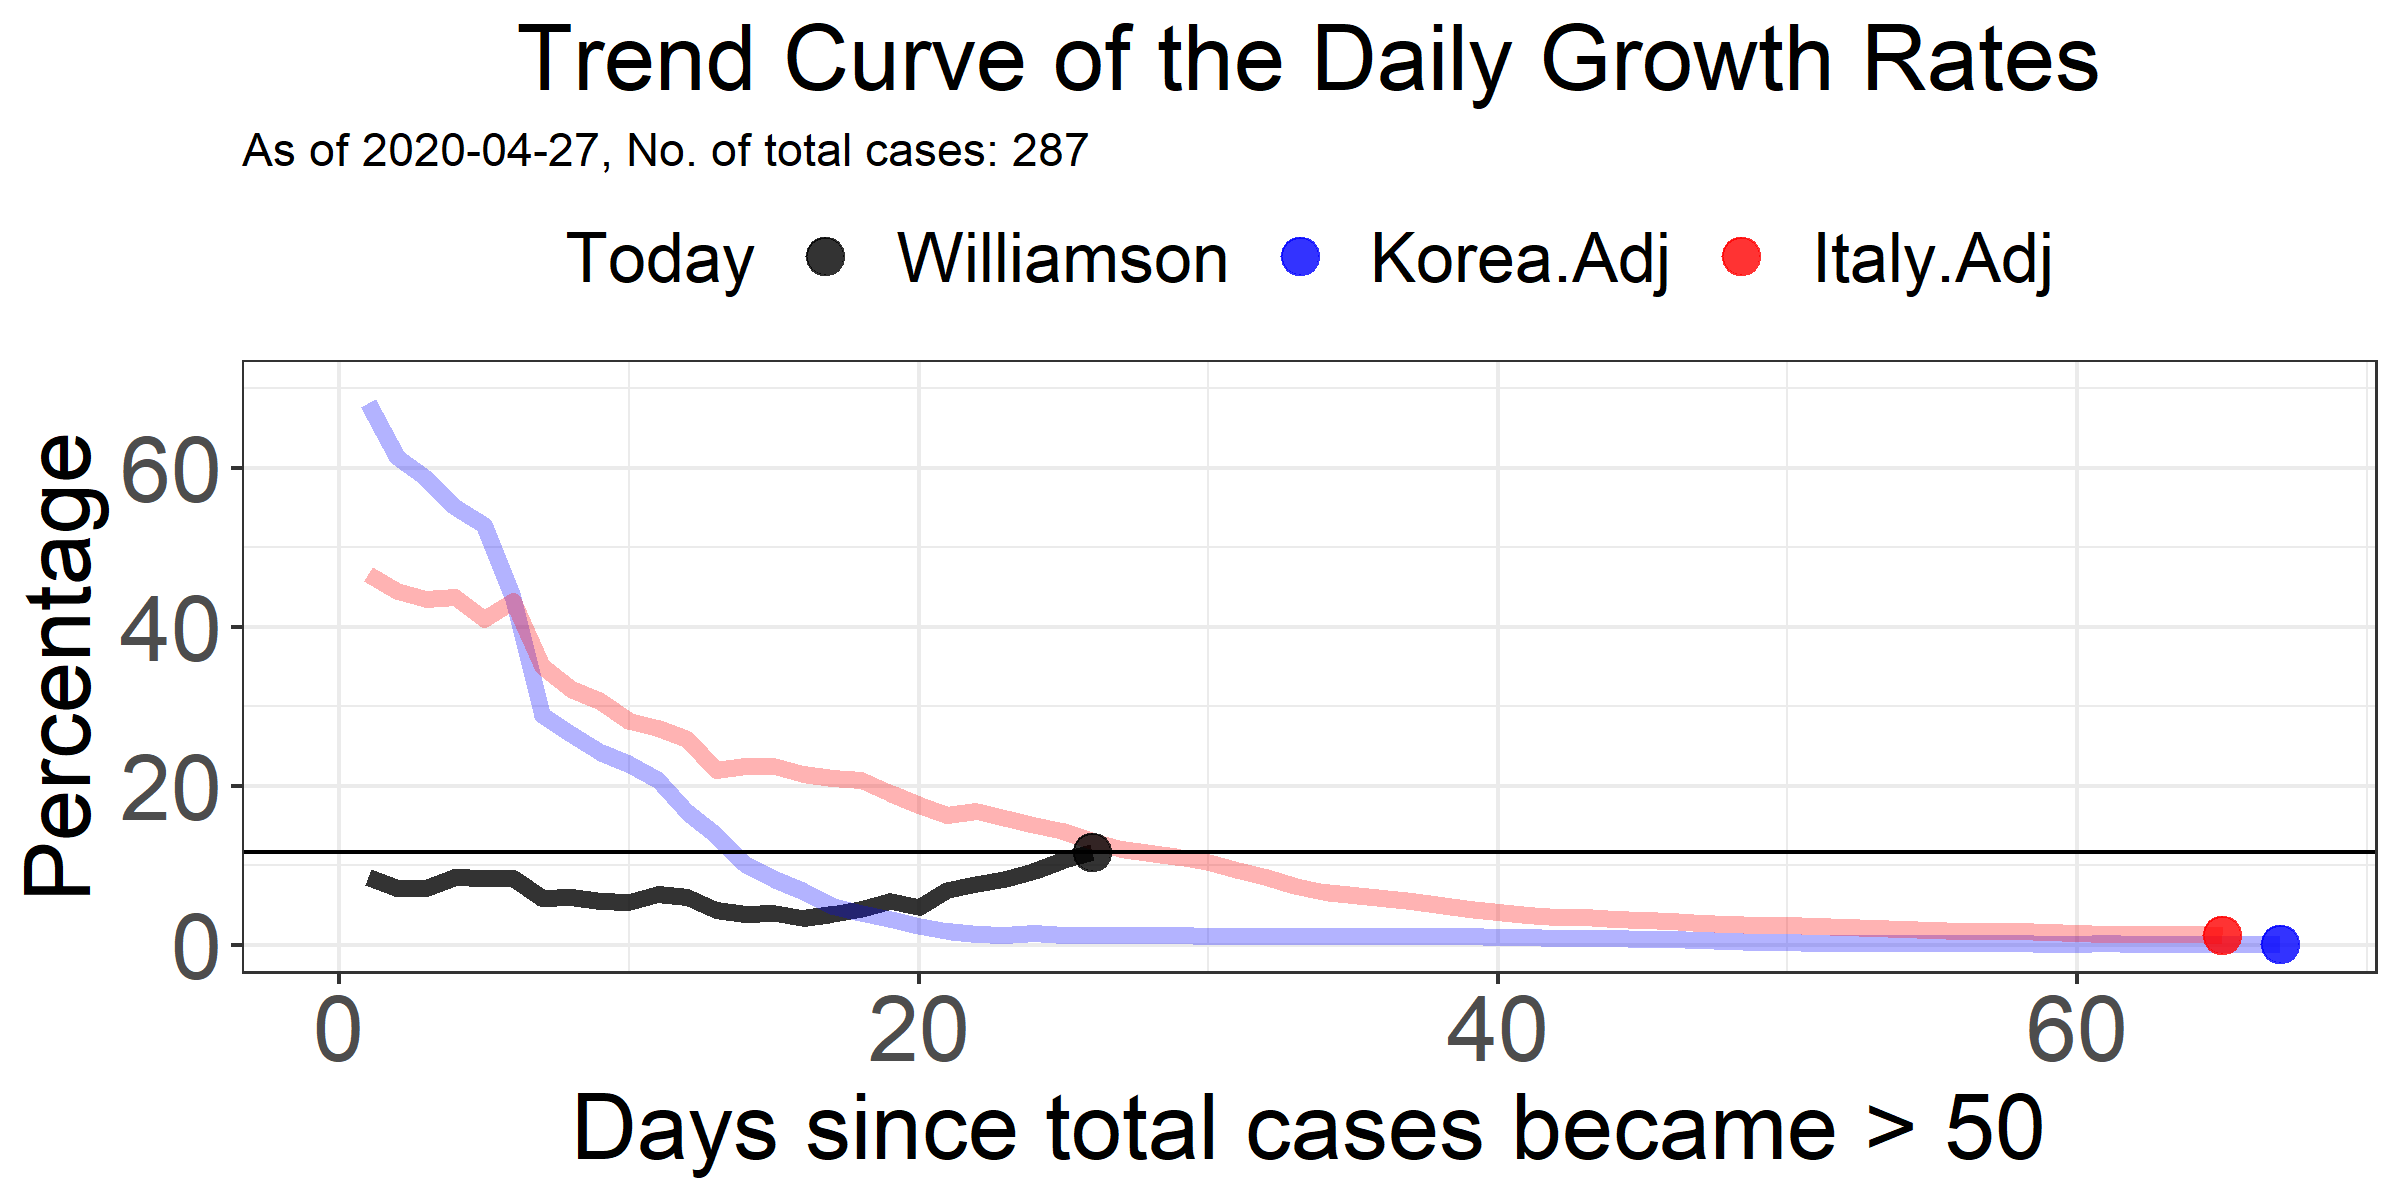 Trend Curve of the Daily Growth Rates
As of 2020-04-27, No. of total cases: 287
Today Williamson Korea.Adj Italy.Adj
Percentage
60
40
20
0
0 20 40 60
Days since total cases became > 50